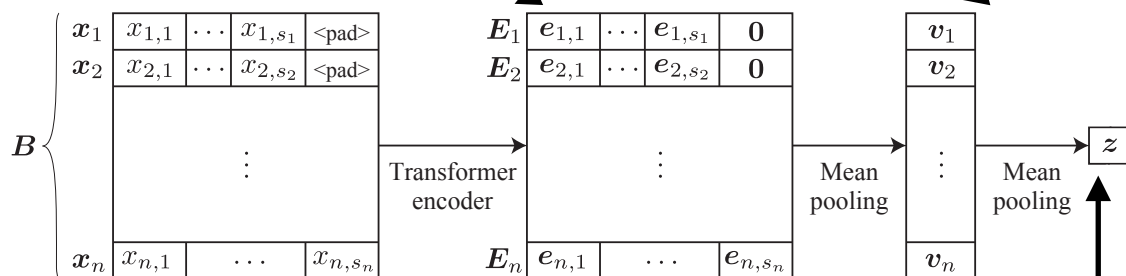 x₁ x₁,₁ ⋯ x₁,ₛ₁ <pad> E₁ e₁,₁ ⋯ e₁,ₛ₁ 0 v₁
x₂ x₂,₁ ⋯ x₂,ₛ₂ <pad> E₂ e₂,₁ ⋯ e₂,ₛ₂ 0 v₂
B ⋮ ⋮ ⋮ z
Transformer encoder
Mean pooling
Mean pooling
xₙ xₙ,₁ ⋯ xₙ,ₛₙ Eₙ eₙ,₁ ⋯ eₙ,ₛₙ vₙ